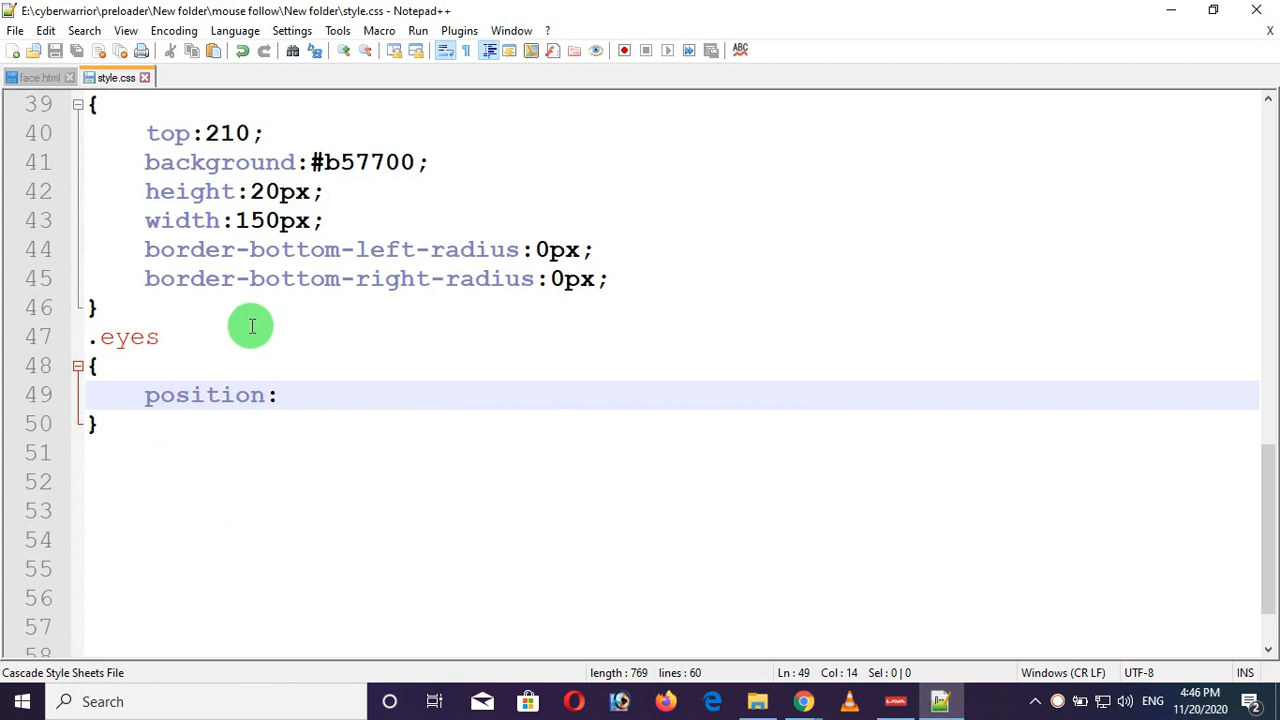 E:\cyberwarrior\preloader\New folder\mouse follow\New folder\style.css - Notepad++
File Edit Search View Encoding Language Settings Tools Macro Run Plugins Window ?
X
ABC
face.html style.css
39 {
40 top:210;
41 background:#b57700;
42 height:20px;
43 width:150px;
44 border-bottom-left-radius:0px;
45 border-bottom-right-radius:0px;
46 }
47 .eyes
48 {
49 position:
50 }
51
52
53
54
55
56
57
58
Cascade Style Sheets File length : 769 lines : 60 Ln : 49 Col : 14 Sel : 0 | 0 Windows (CR LF) UTF-8 INS
Search LAVA ENG 4:46 PM
11/20/2020 2